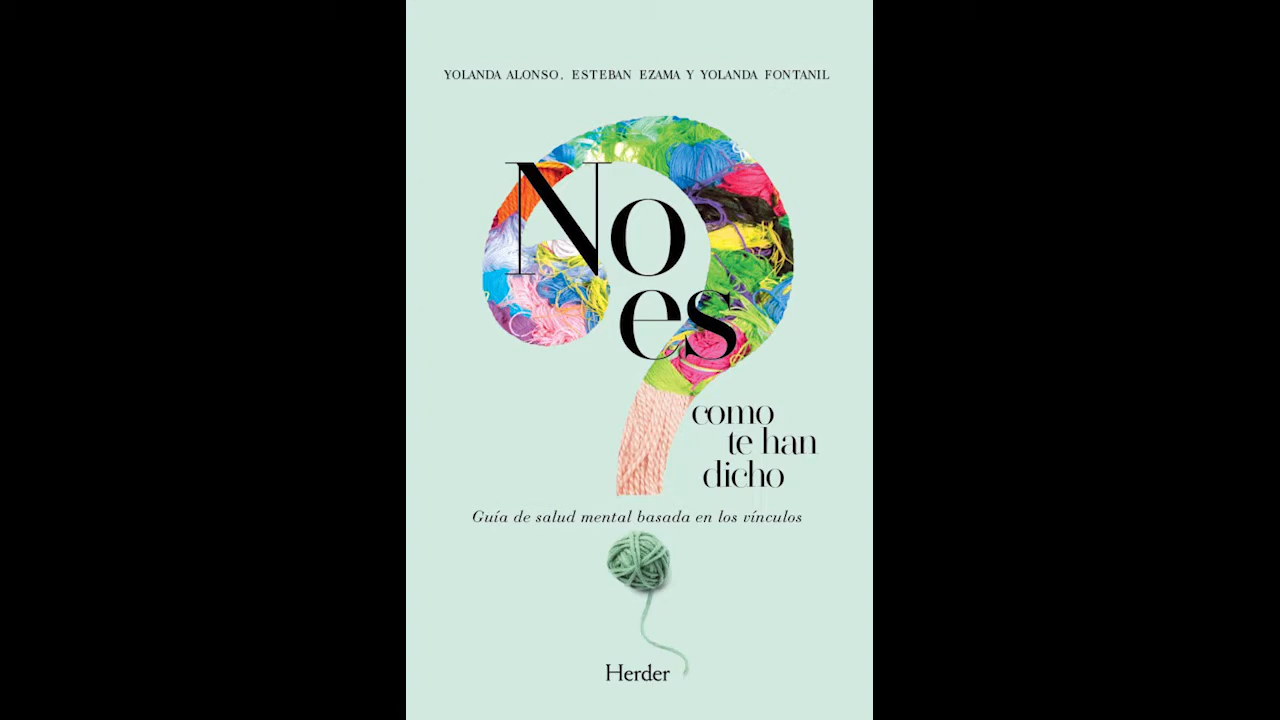 YOLANDA ALONSO, ESTEBAN EZAMA Y YOLANDA FONTANIL
No
es
como
te han
dicho
Guía de salud mental basada en los vínculos
Herder